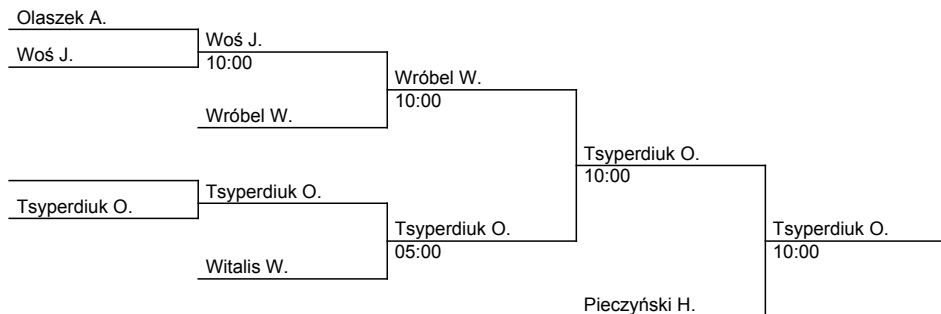 Olaszek A.
Woś J.
Woś J.
10:00
Wróbel W.
Wróbel W.
10:00
Tsyperdiuk O.
Tsyperdiuk O.
Witalis W.
Tsyperdiuk O.
05:00
Tsyperdiuk O.
10:00
Pieczyński H.
Tsyperdiuk O.
10:00